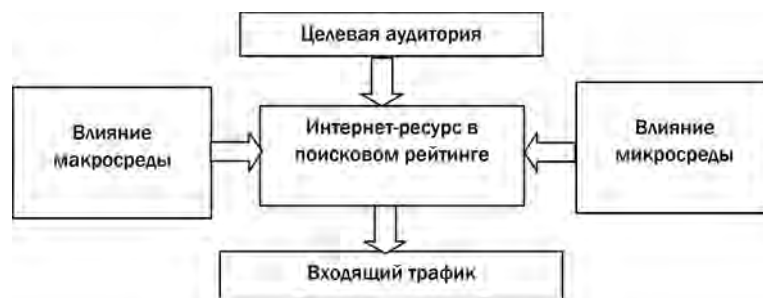 Целевая аудитория
Влияние
макросреды
Интернет-ресурс в
поисковом рейтинге
Влияние
микросреды
Входящий трафик